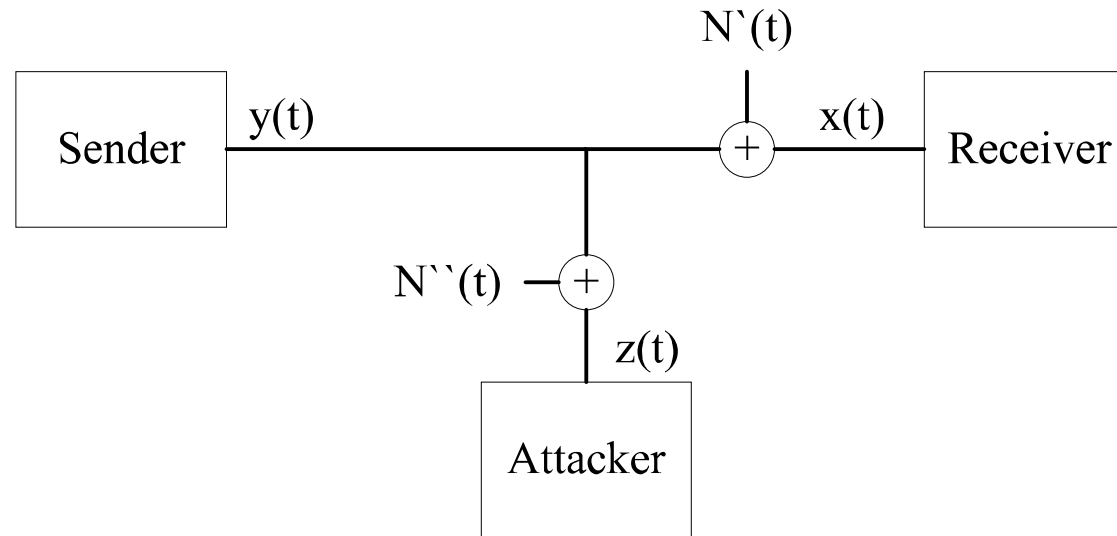 N`(t)
Sender
y(t)
+
x(t)
Receiver
N``(t)
+
z(t)
Attacker